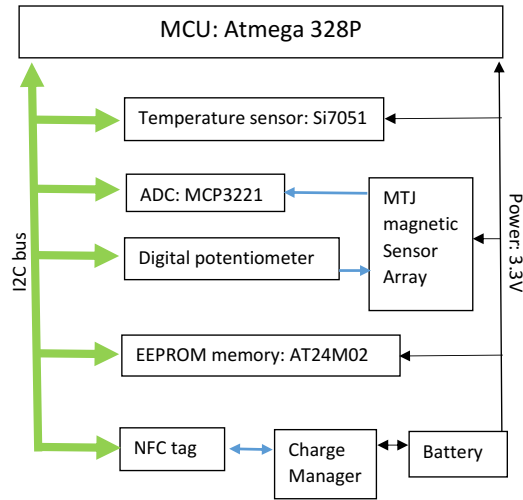 MCU: Atmega 328P
Temperature sensor: Si7051
ADC: MCP3221
MTJ
magnetic
Sensor
Array
Digital potentiometer
I2C bus
Power: 3.3V
EEPROM memory: AT24M02
NFC tag
Charge
Manager
Battery